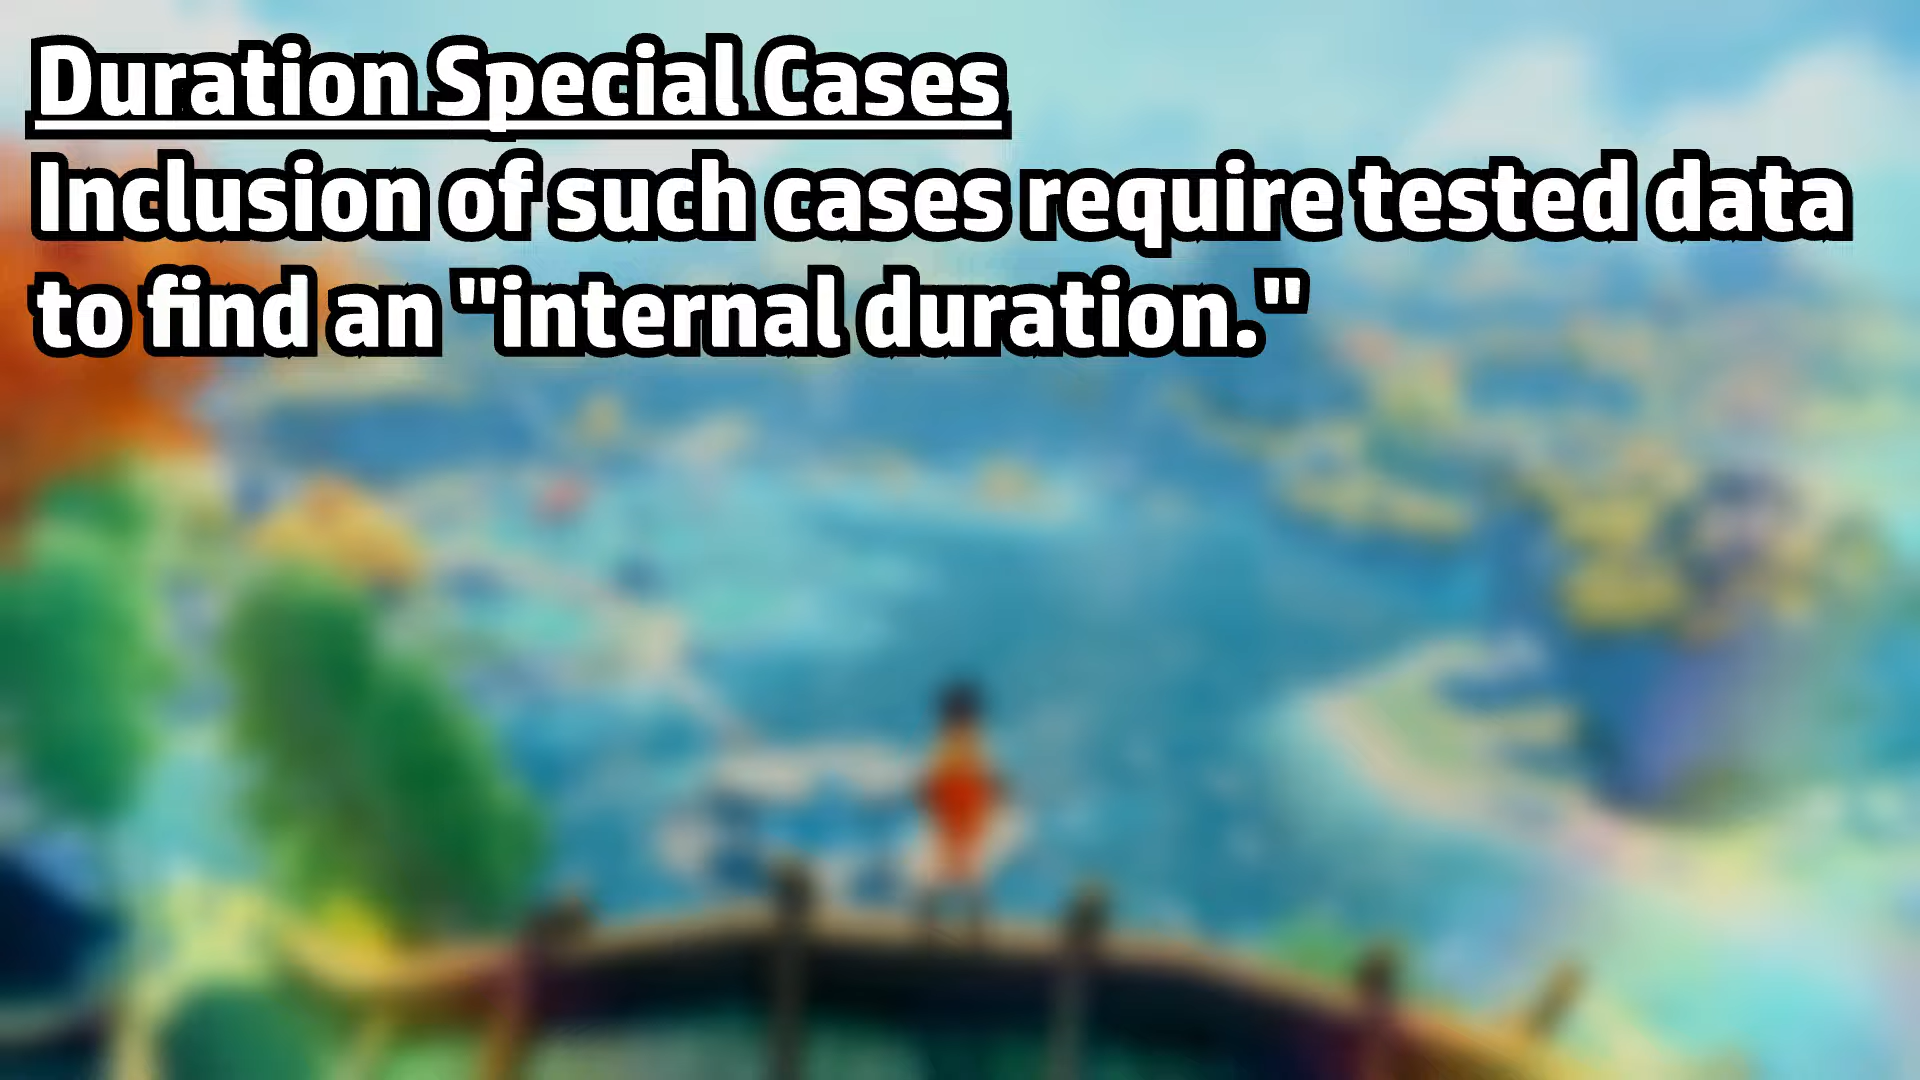 Duration Special Cases
Inclusion of such cases require tested data
to find an "internal duration."